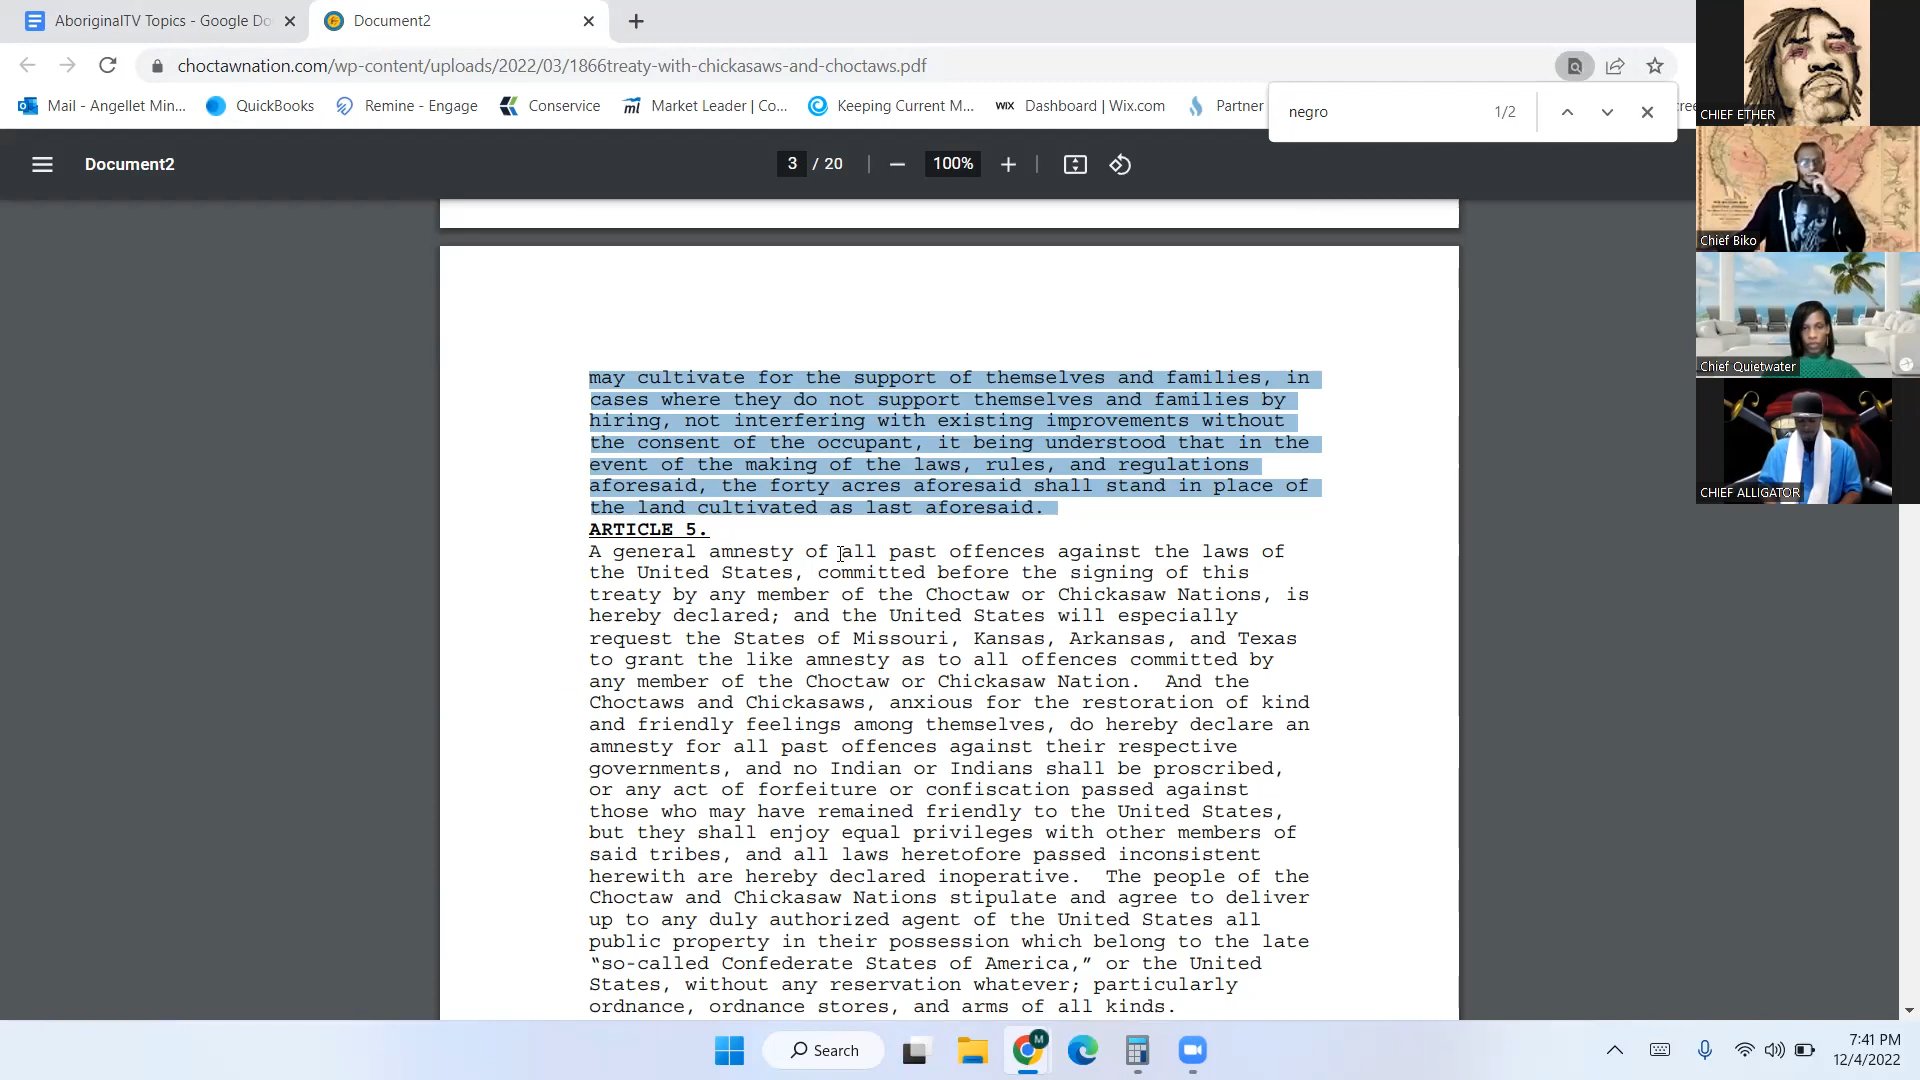 AboriginalTV Topics - Google Do
Document2
choctawnation.com/wp-content/uploads/2022/03/1866treaty-with-chickasaws-and-choctaws.pdf
Mail - Angellet Min...
QuickBooks
Remine - Engage
Conservice
Market Leader | Co...
Keeping Current M...
WIX
Dashboard | Wix.com
Partner
negro
1/2
Document2
3 / 20
100%
may cultivate for the support of themselves and families, in
cases where they do not support themselves and families by
hiring, not interfering with existing improvements without
the consent of the occupant, it being understood that in the
event of the making of the laws, rules, and regulations
aforesaid, the forty acres aforesaid shall stand in place of
the land cultivated as last aforesaid.
ARTICLE 5.
A general amnesty of all past offences against the laws of
the United States, committed before the signing of this
treaty by any member of the Choctaw or Chickasaw Nations, is
hereby declared; and the United States will especially
request the States of Missouri, Kansas, Arkansas, and Texas
to grant the like amnesty as to all offences committed by
any member of the Choctaw or Chickasaw Nation. And the
Choctaws and Chickasaws, anxious for the restoration of kind
and friendly feelings among themselves, do hereby declare an
amnesty for all past offences against their respective
governments, and no Indian or Indians shall be proscribed,
or any act of forfeiture or confiscation passed against
those who may have remained friendly to the United States,
but they shall enjoy equal privileges with other members of
said tribes, and all laws heretofore passed inconsistent
herewith are hereby declared inoperative. The people of the
Choctaw and Chickasaw Nations stipulate and agree to deliver
up to any duly authorized agent of the United States all
public property in their possession which belong to the late
“so-called Confederate States of America,” or the United
States, without any reservation whatever; particularly
ordnance, ordnance stores, and arms of all kinds.
CHIEF ETHER
Chief Biko
Chief Quietwater
CHIEF ALLIGATOR
Search
M
7:41 PM
12/4/2022